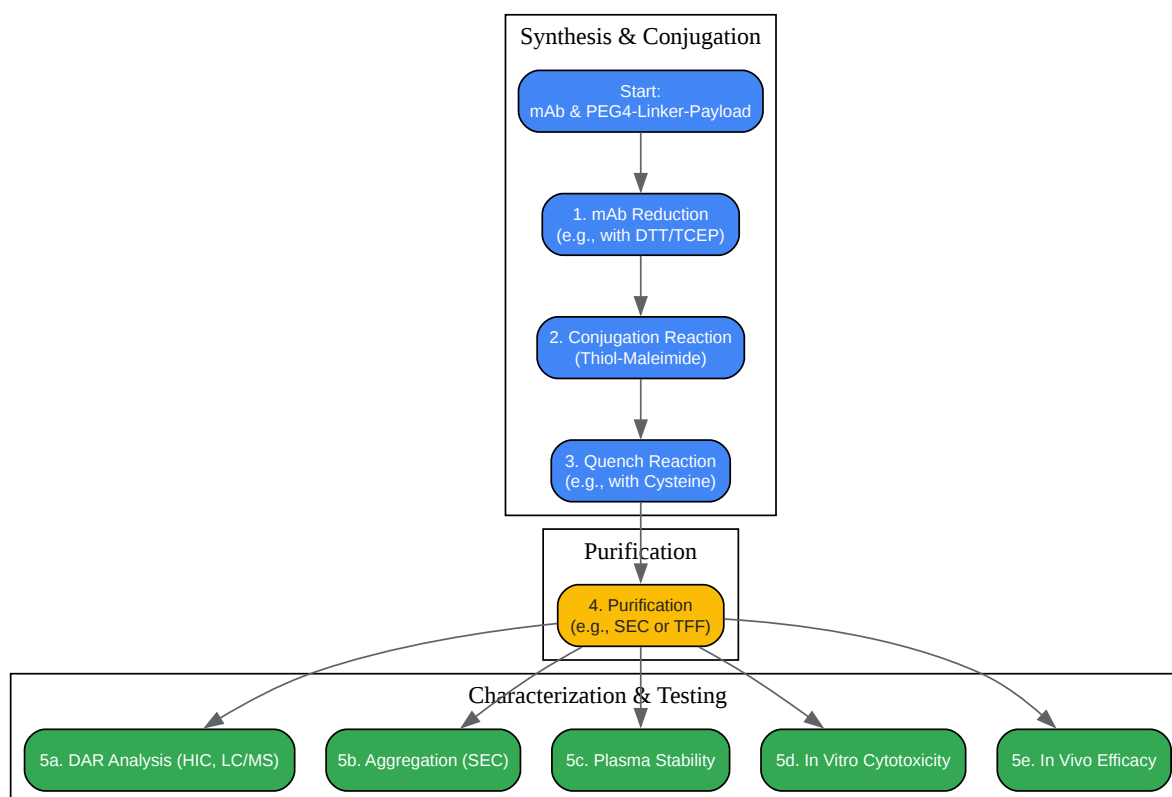 Synthesis & Conjugation
Start:
mAb & PEG4-Linker-Payload
1. mAb Reduction
(e.g., with DTT/TCEP)
2. Conjugation Reaction
(Thiol-Maleimide)
3. Quench Reaction
(e.g., with Cysteine)
Purification
4. Purification
(e.g., SEC or TFF)
Characterization & Testing
5a. DAR Analysis (HIC, LC/MS)
5b. Aggregation (SEC)
5c. Plasma Stability
5d. In Vitro Cytotoxicity
5e. In Vivo Efficacy